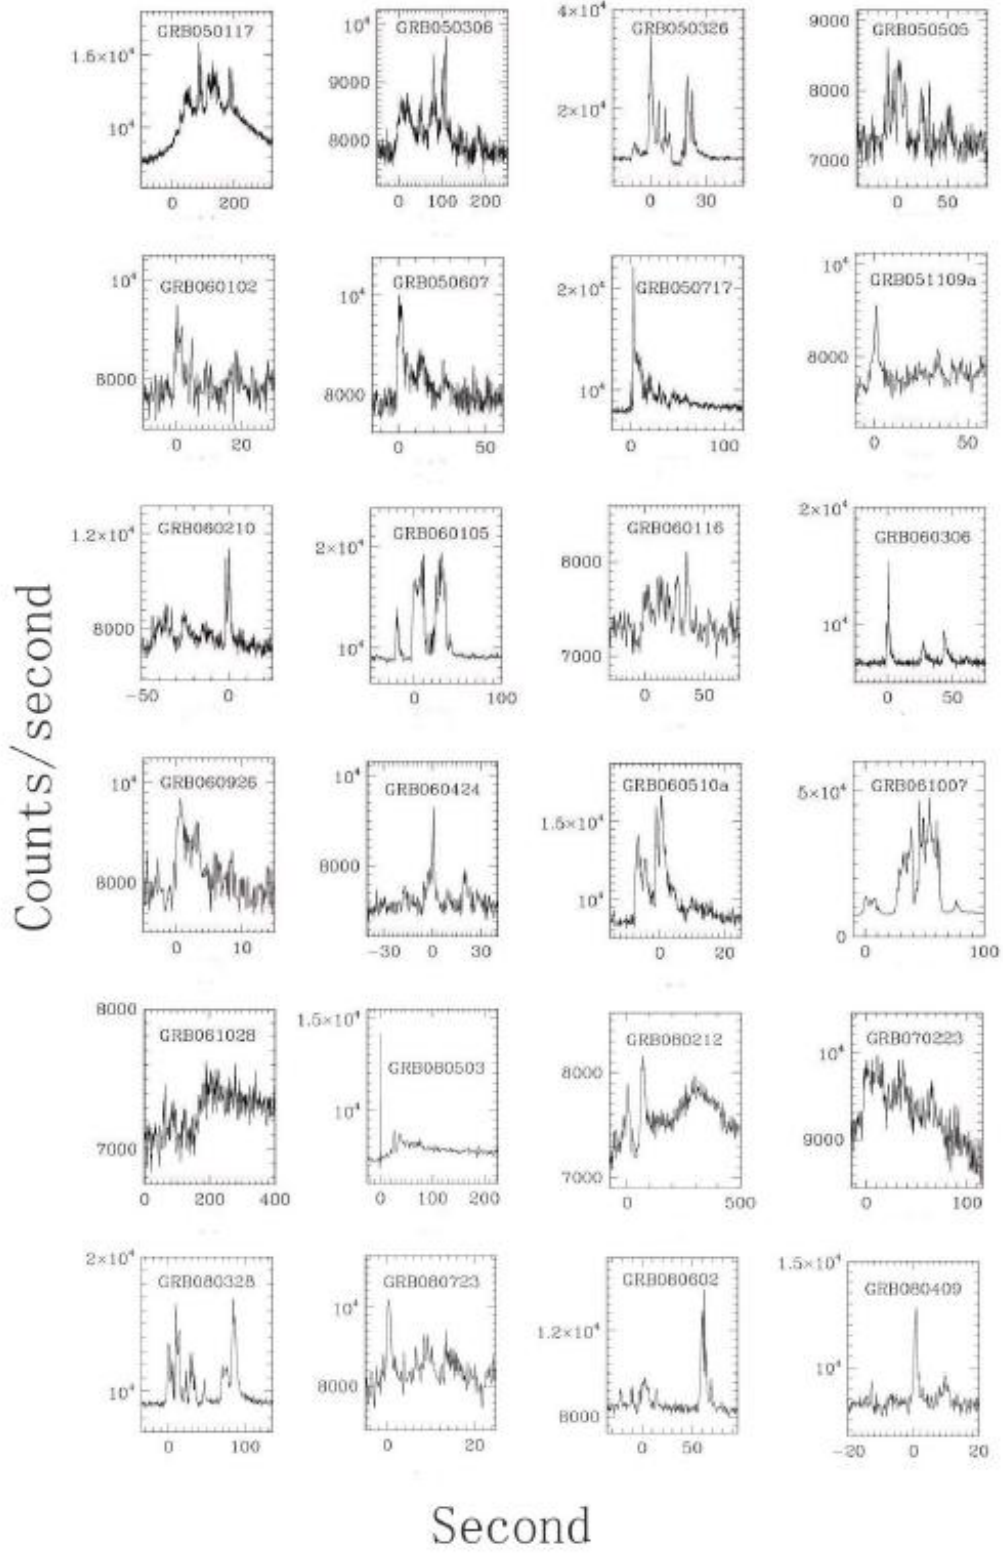 GRB050117
1.5×10⁴
10⁴
0 200
GRB050306
10⁴
9000
8000
0 100 200
GRB050326
4×10⁴
2×10⁴
0 30
GRB050505
9000
8000
7000
0 50
GRB060102
10⁴
8000
0 20
GRB050607
10⁴
8000
0 50
GRB050717
2×10⁴
10⁴
0 100
GRB051109a
10⁴
8000
0 50
GRB060210
1.2×10⁴
8000
−50 0
GRB060105
2×10⁴
10⁴
0 100
GRB060116
8000
7000
0 50
GRB060306
2×10⁴
10⁴
0 50
GRB060926
10⁴
8000
0 10
GRB060424
10⁴
8000
−30 0 30
GRB060510a
1.5×10⁴
10⁴
0 20
GRB061007
5×10⁴
0
0 100
GRB061028
8000
7000
0 200 400
GRB080503
1.5×10⁴
10⁴
0 100 200
GRB080212
8000
7000
0 500
GRB070223
10⁴
9000
0 100
GRB080328
2×10⁴
10⁴
0 100
GRB080723
10⁴
8000
0 20
GRB080602
1.2×10⁴
8000
0 50
GRB080409
1.5×10⁴
10⁴
−20 0 20
Counts/second
Second